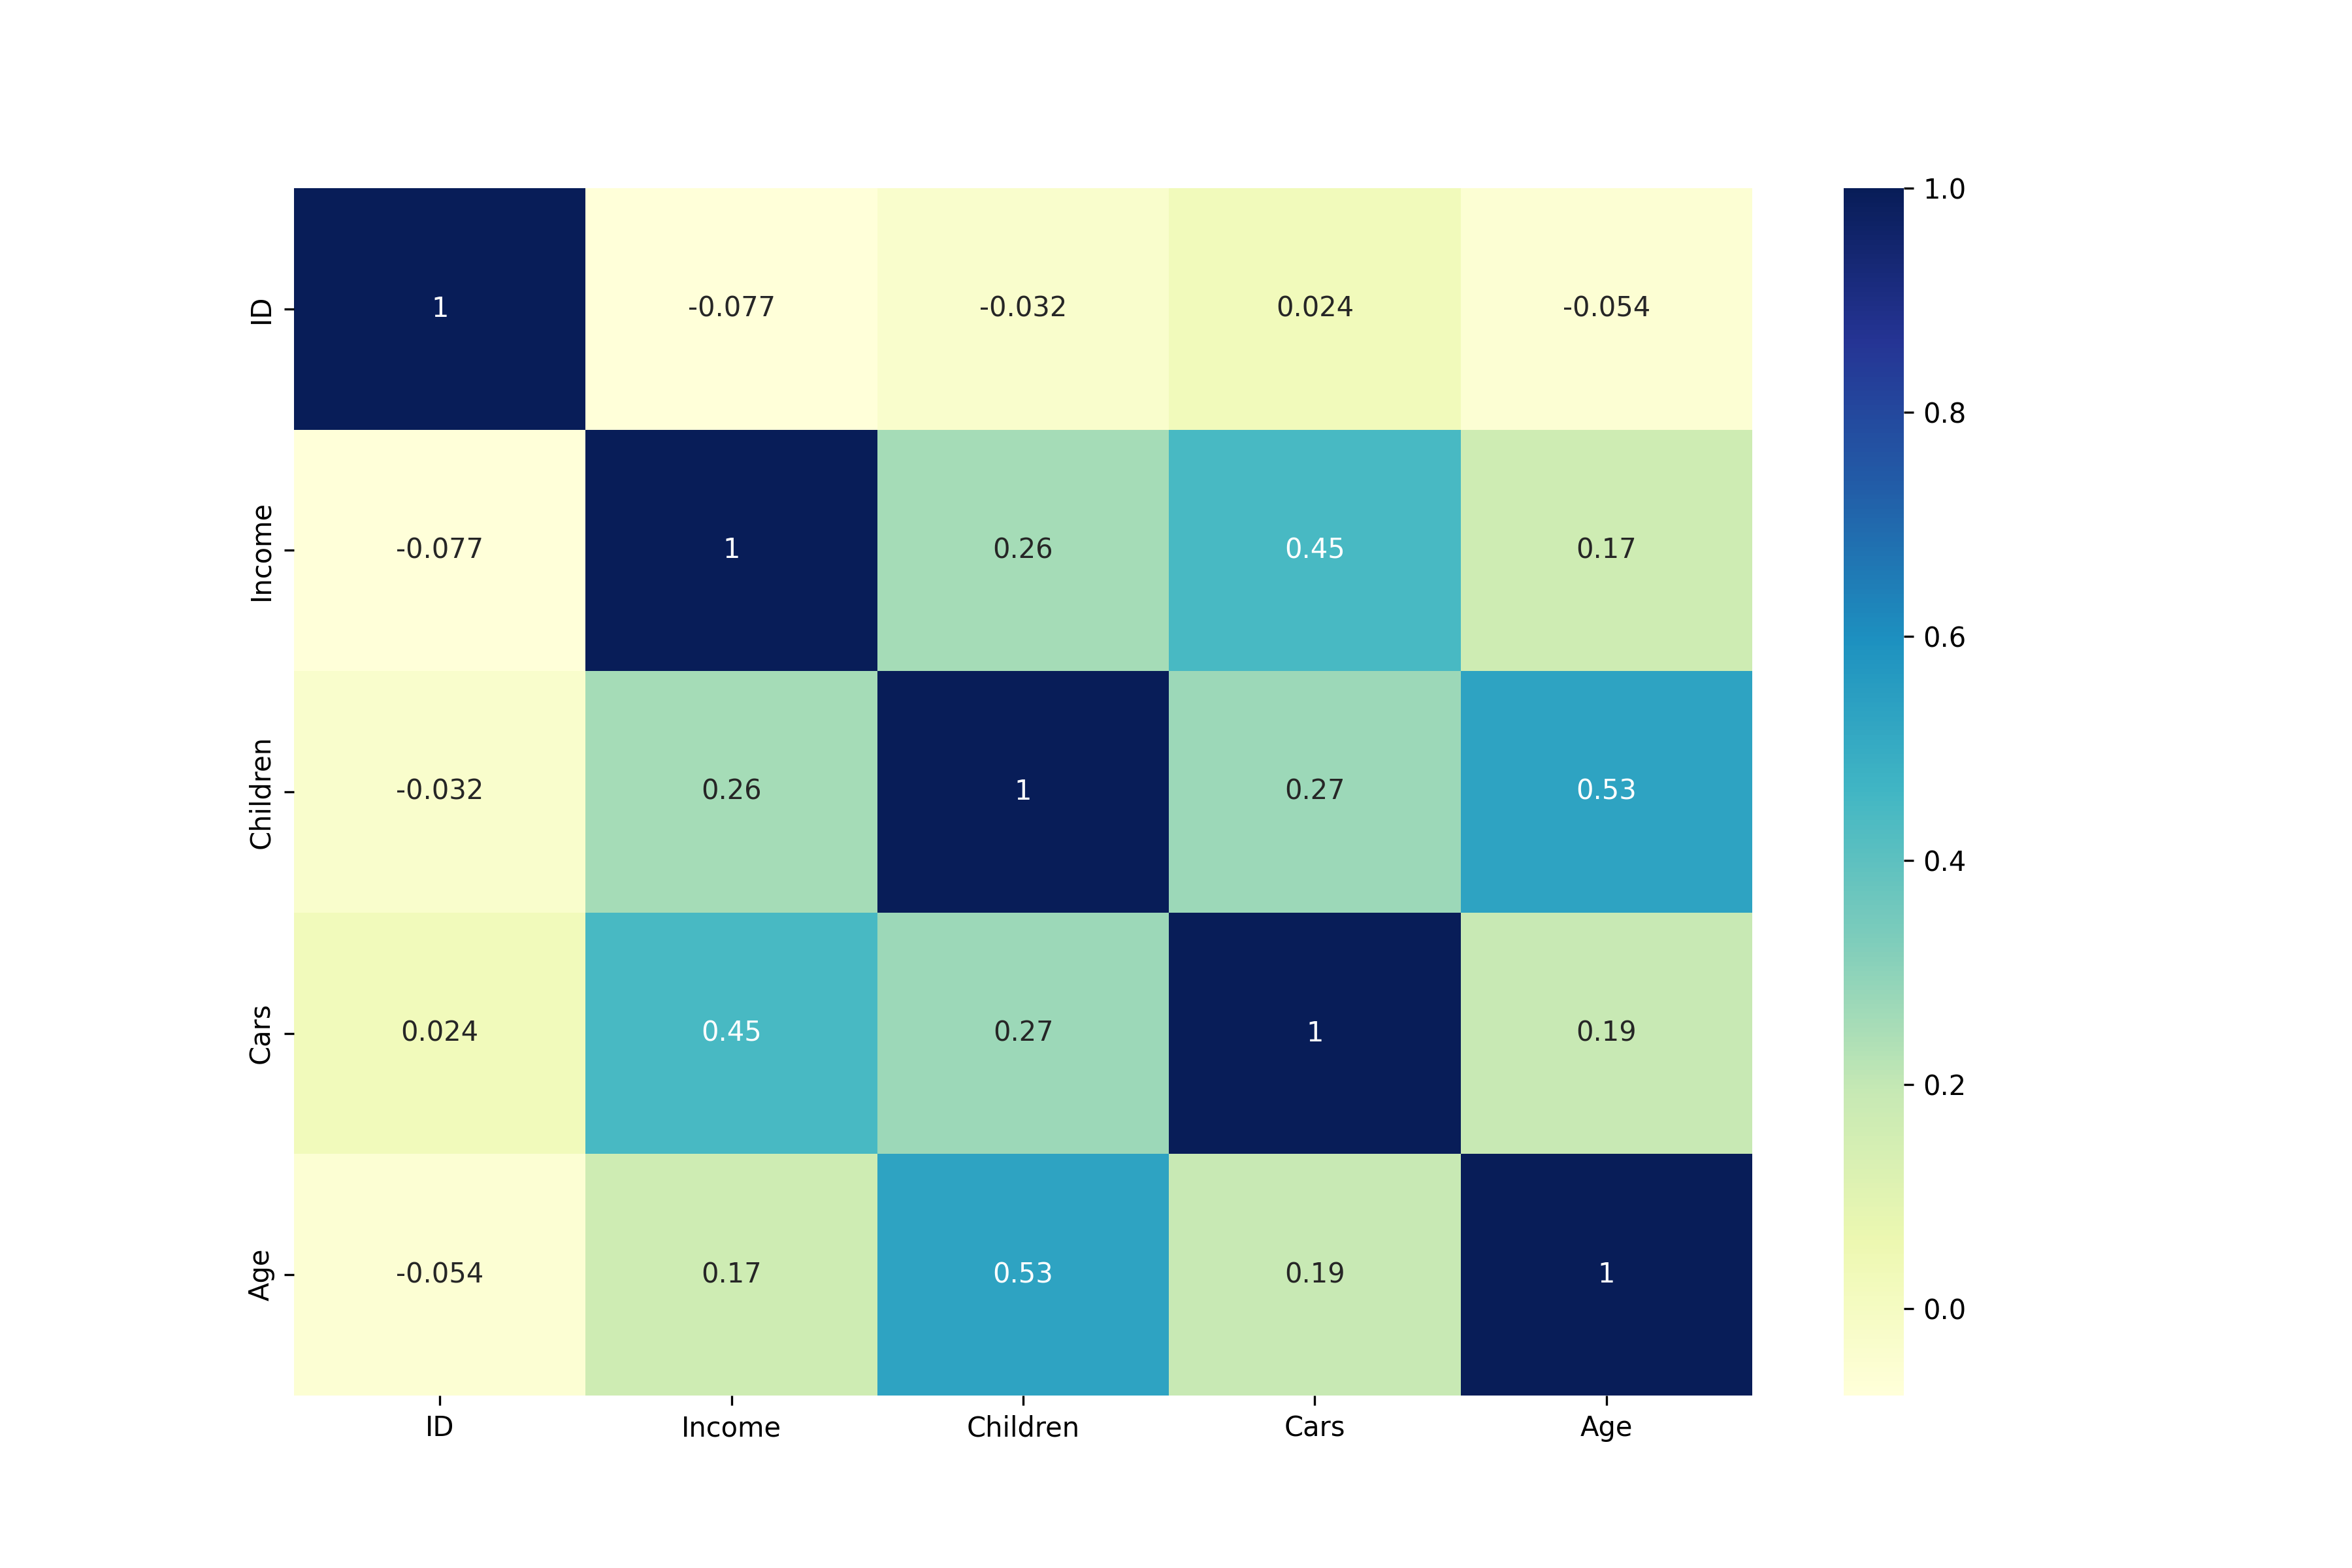 1.0
ID 1 -0.077 -0.032 0.024 -0.054
0.8
Income -0.077 1 0.26 0.45 0.17
0.6
Children -0.032 0.26 1 0.27 0.53
0.4
Cars 0.024 0.45 0.27 1 0.19
0.2
Age -0.054 0.17 0.53 0.19 1
0.0
ID Income Children Cars Age